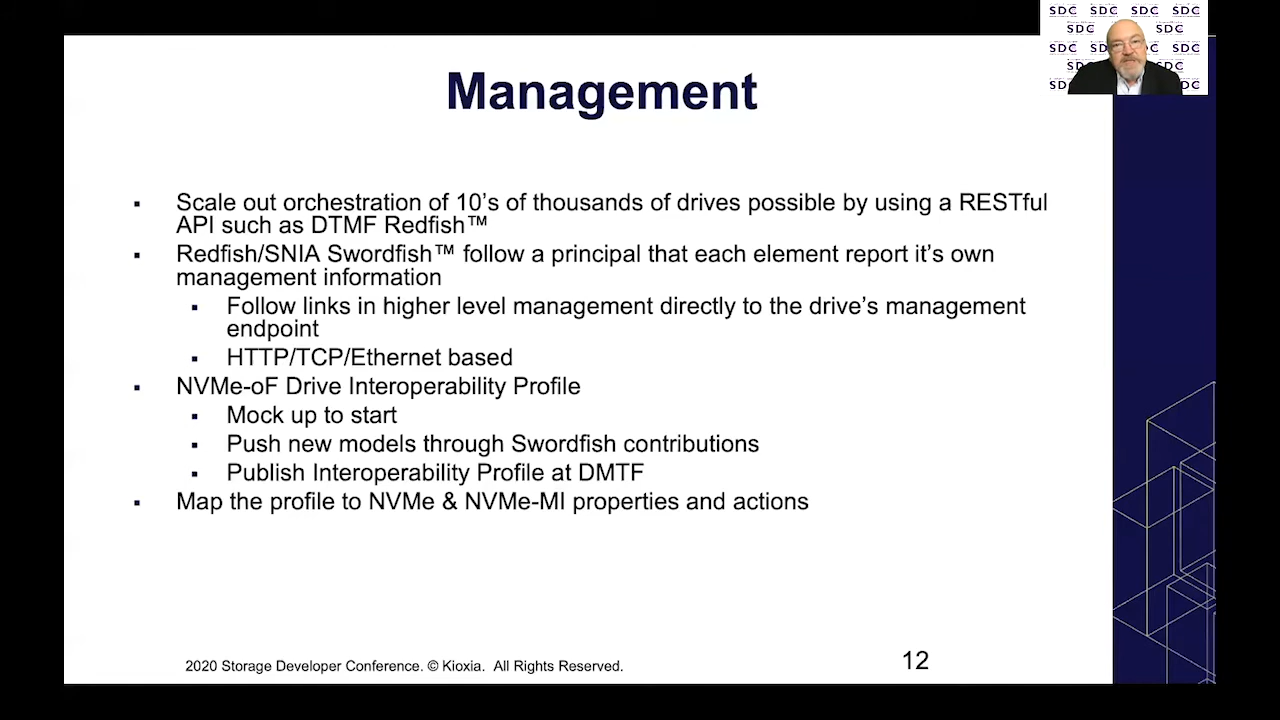 SDC SDC SDC SDC
SDC SDC
SDC SD SDC
SD
SD SDC
Management
Scale out orchestration of 10's of thousands of drives possible by using a RESTful
API such as DTMF Redfish™
Redfish/SNIA Swordfish™ follow a principal that each element report it's own
management information
Follow links in higher level management directly to the drive's management
endpoint
HTTP/TCP/Ethernet based
NVMe-oF Drive Interoperability Profile
Mock up to start
Push new models through Swordfish contributions
Publish Interoperability Profile at DMTF
Map the profile to NVMe & NVMe-MI properties and actions
2020 Storage Developer Conference. © Kioxia. All Rights Reserved.
12